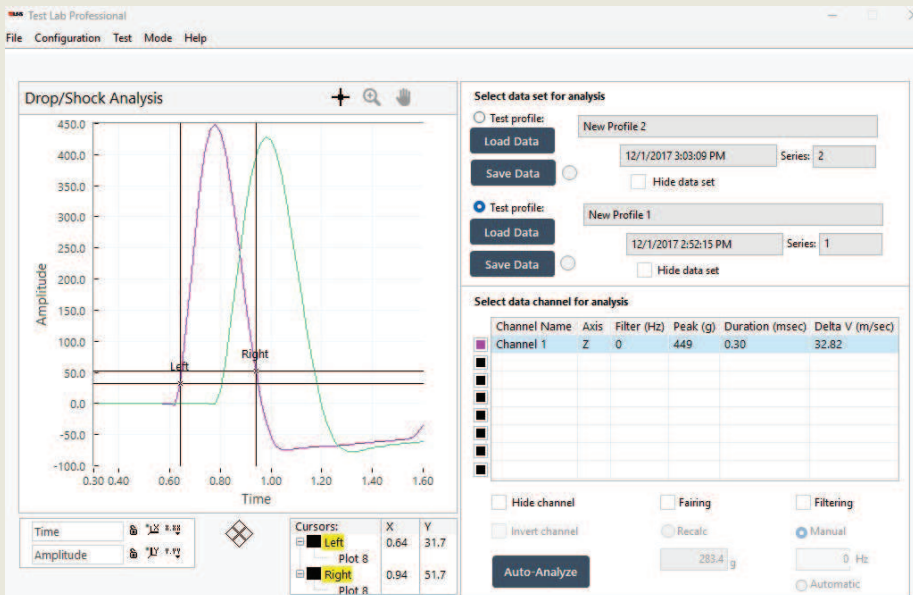 Test Lab Professional
File Configuration Test Mode Help
Drop/Shock Analysis
450.0
400.0
350.0
300.0
250.0
200.0
150.0
100.0
50.0
0.0
-50.0
-100.0
Amplitude
Left
Right
0.30 0.40 0.60 0.80 1.00 1.20 1.40 1.60
Time
Time
Amplitude
Cursors: X Y
Left 0.64 31.7
Plot 8
Right 0.94 51.7
Plot 8
Select data set for analysis
Test profile: New Profile 2
Load Data
12/1/2017 3:03:09 PM Series: 2
Save Data
Hide data set
Test profile: New Profile 1
Load Data
12/1/2017 2:52:15 PM Series: 1
Save Data
Hide data set
Select data channel for analysis
Channel Name Axis Filter (Hz) Peak (g) Duration (msec) Delta V (m/sec)
Channel 1 Z 0 449 0.30 32.82
Hide channel Fairing Filtering
Invert channel Recalc Manual
283.4 g 0 Hz
Auto-Analyze
Automatic